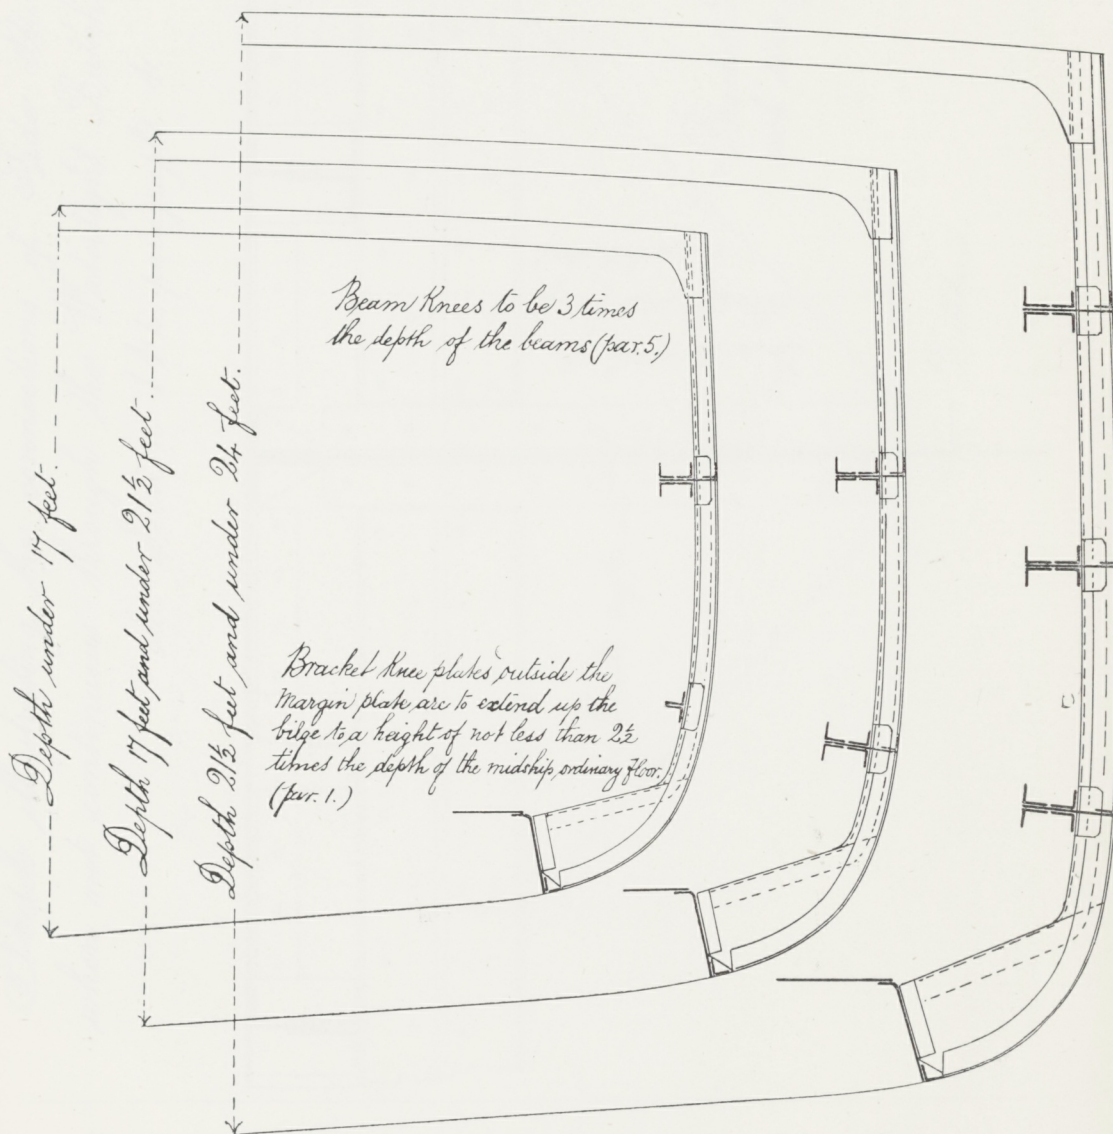 Depth under 17 feet.
Depth 17 feet and under 21½ feet.
Depth 21½ feet and under 24 feet.
Beam Knees to be 3 times
the depth of the beams (par. 5.)
Bracket Knee plates outside the
Margin plate are to extend up the
bilge to a height of not less than 2½
times the depth of the midship ordinary floor.
(par. 1.)